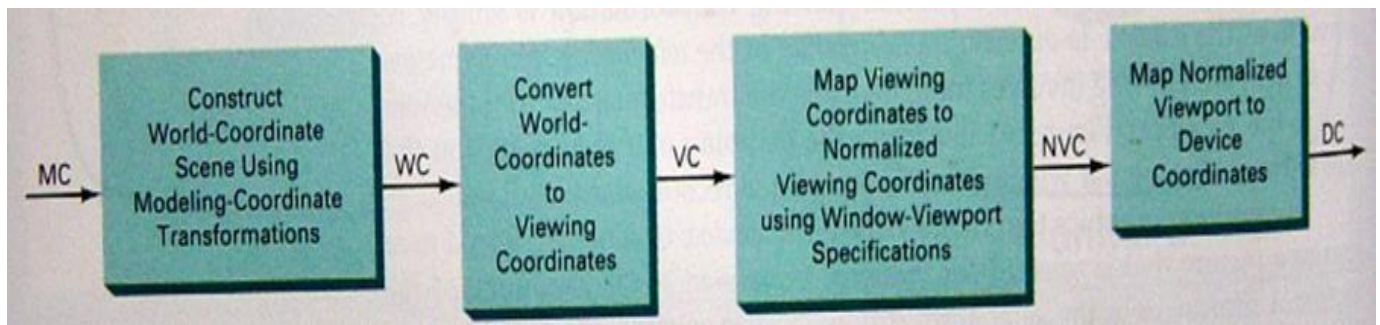 MC
Construct
World-Coordinate
Scene Using
Modeling-Coordinate
Transformations
WC
Convert
World-
Coordinates
to
Viewing
Coordinates
VC
Map Viewing
Coordinates to
Normalized
Viewing Coordinates
using Window-Viewport
Specifications
NVC
Map Normalized
Viewport to
Device
Coordinates
DC